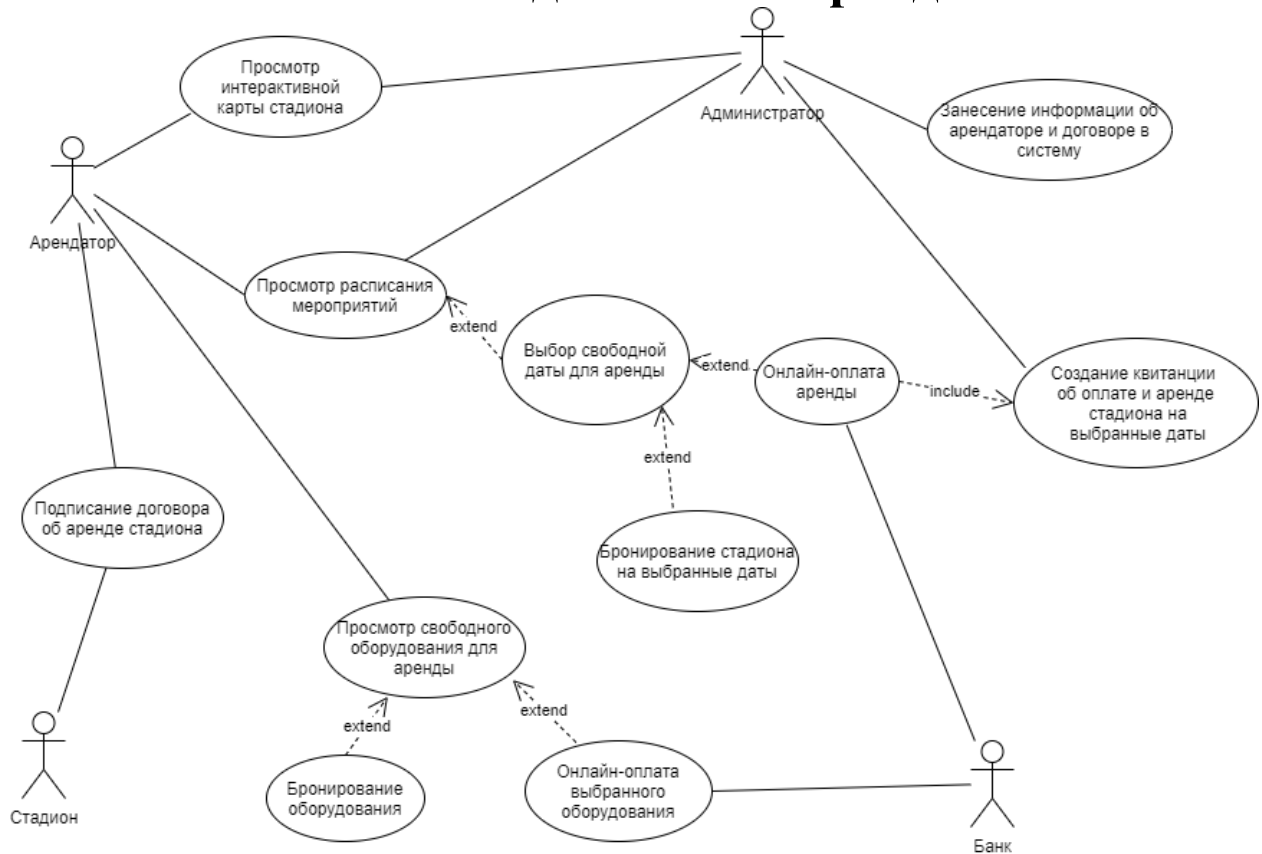 Просмотр
интерактивной
карты стадиона
Администратор
Занесение информации об
арендаторе и договоре в
систему
Арендатор
Просмотр расписания
мероприятий
extend
Выбор свободной
даты для аренды
extend
Онлайн-оплата
аренды
include
Создание квитанции
об оплате и аренде
стадиона на
выбранные даты
extend
Подписание договора
об аренде стадиона
Бронирование стадиона
на выбранные даты
Просмотр свободного
оборудования для
аренды
extend
extend
Бронирование
оборудования
Онлайн-оплата
выбранного
оборудования
Стадион
Банк